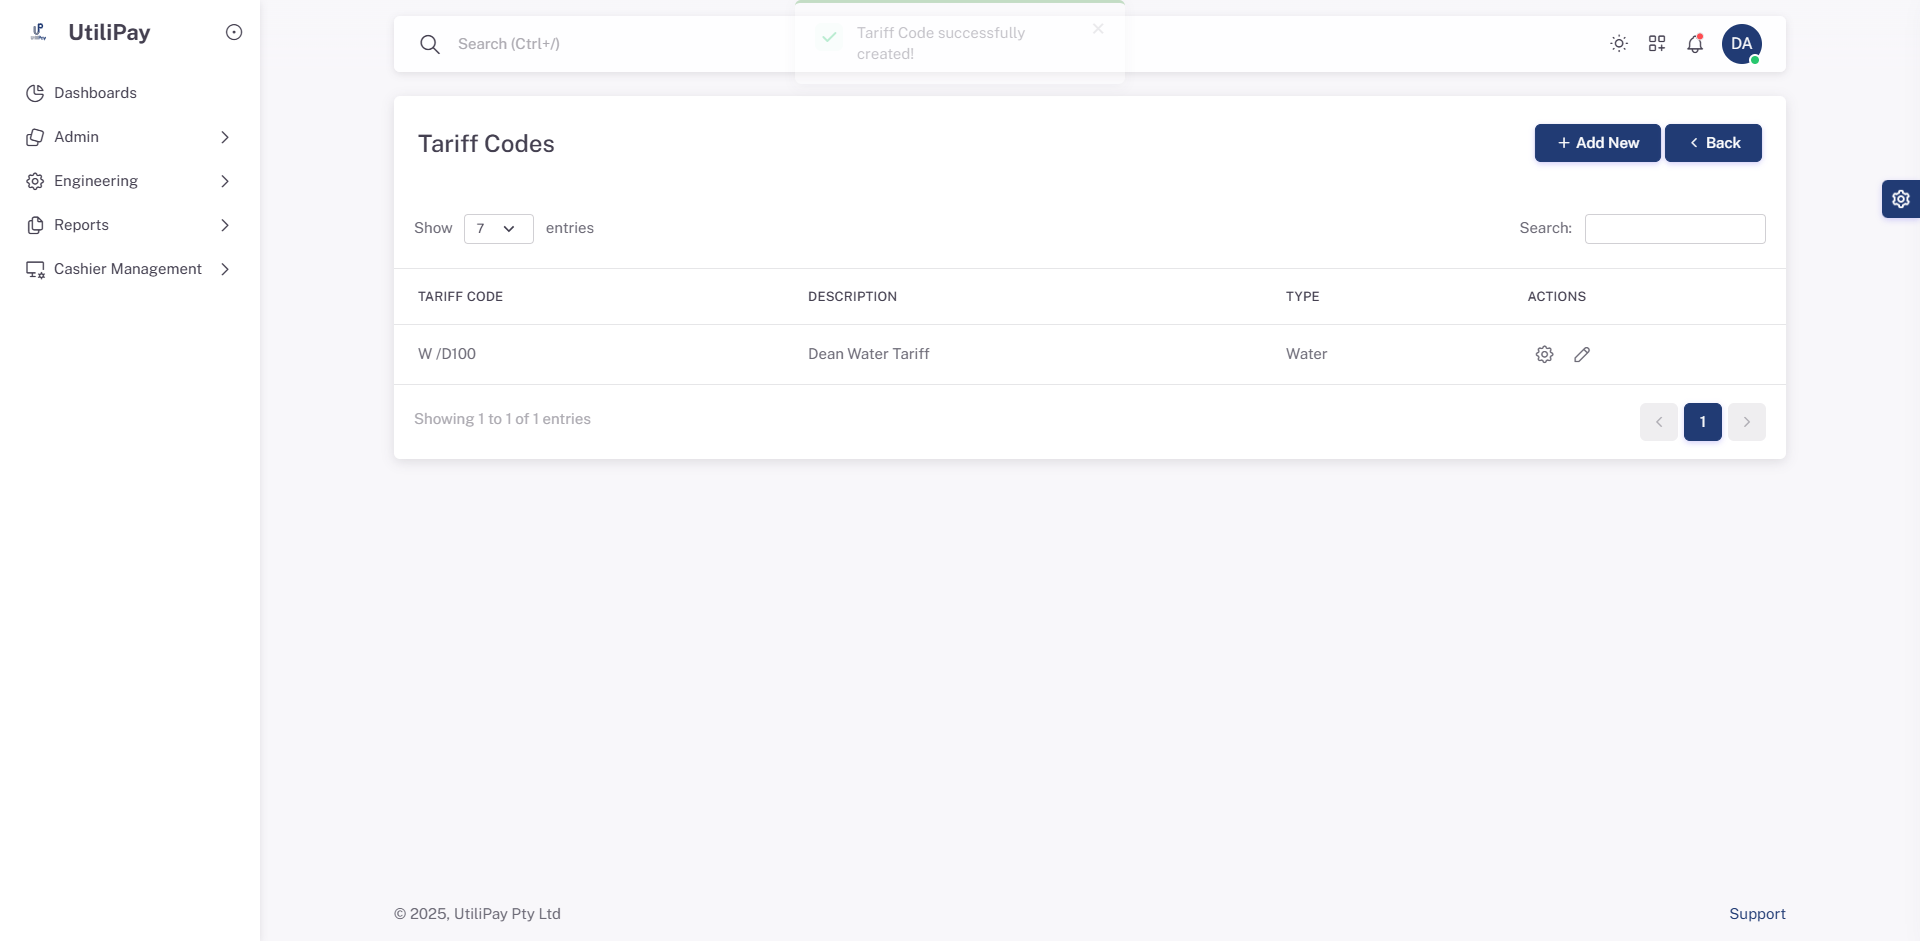 UtiliPay
Dashboards
Admin
Engineering
Reports
Cashier Management
Search (Ctrl+/)
Tariff Code successfully
created!
DA
Tariff Codes
+ Add New
Back
Show 7 entries
Search:
TARIFF CODE DESCRIPTION TYPE ACTIONS
W /D100 Dean Water Tariff Water
Showing 1 to 1 of 1 entries
1
© 2025, UtiliPay Pty Ltd
Support